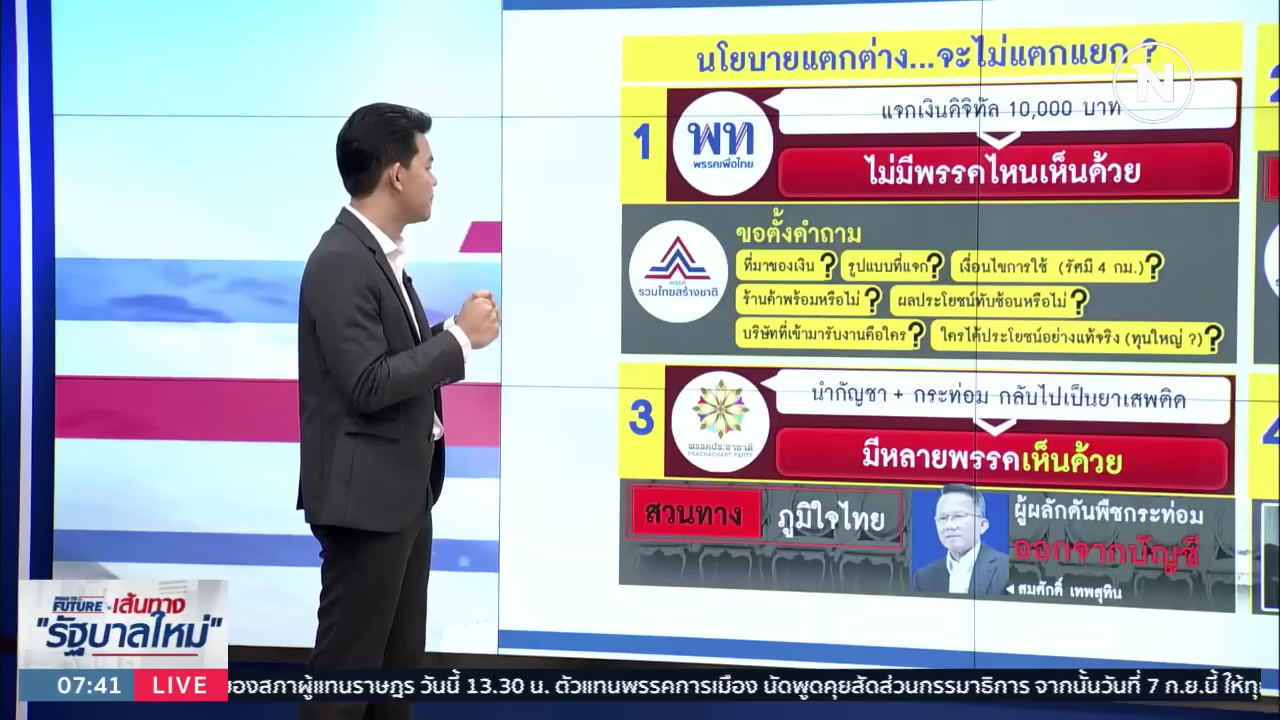 นโยบายแตกต่าง...จะไม่แตกแยก ?
N
1
พท
พรรคเพื่อไทย
แจกเงินดิจิทัล 10,000 บาท
ไม่มีพรรคไหนเห็นด้วย
พรรค
รวมไทยสร้างชาติ
ขอตั้งคำถาม
ที่มาของเงิน ? รูปแบบที่แจก? เงื่อนไขการใช้ (รัศมี 4 กม.)?
ร้านค้าพร้อมหรือไม่ ? ผลประโยชน์ทับซ้อนหรือไม่ ?
บริษัทที่เข้ามารับงานคือใคร? ใครได้ประโยชน์อย่างแท้จริง (ทุนใหญ่ ?)?
3
พรรคประชาชาติ
PRACHACHART PARTY
นำกัญชา + กระท่อม กลับไปเป็นยาเสพติด
มีหลายพรรคเห็นด้วย
สวนทาง ภูมิใจไทย
ผู้ผลักดันพืชกระท่อม
ออกจากบัญชี
สมศักดิ์ เทพสุทิน
ROAD TO
FUTURE เส้นทาง
"รัฐบาลใหม่"
07:41 LIVE ของสภาผู้แทนราษฎร วันนี้ 13.30 น. ตัวแทนพรรคการเมือง นัดพูดคุยสัดส่วนกรรมาธิการ จากนั้นวันที่ 7 ก.ย.นี้ ให้ทุ